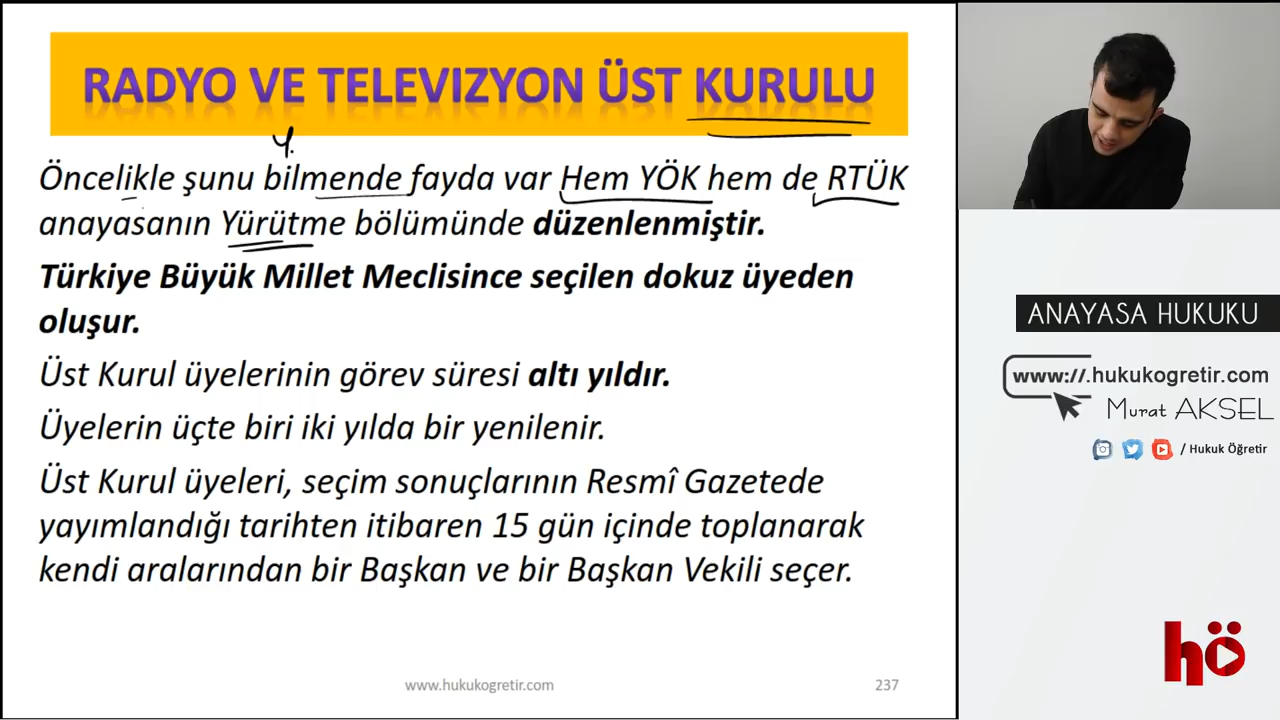 RADYO VE TELEVIZYON ÜST KURULU
Öncelikle şunu bilmende fayda var Hem YÖK hem de RTÜK
anayasanın Yürütme bölümünde düzenlenmiştir.
Türkiye Büyük Millet Meclisince seçilen dokuz üyeden
oluşur.
Üst Kurul üyelerinin görev süresi altı yıldır.
Üyelerin üçte biri iki yılda bir yenilenir.
Üst Kurul üyeleri, seçim sonuçlarının Resmî Gazetede
yayımlandığı tarihten itibaren 15 gün içinde toplanarak
kendi aralarından bir Başkan ve bir Başkan Vekili seçer.
www.hukukogretir.com
237
ANAYASA HUKUKU
www://.hukukogretir.com
Murat AKSEL
/ Hukuk Öğretir
hö